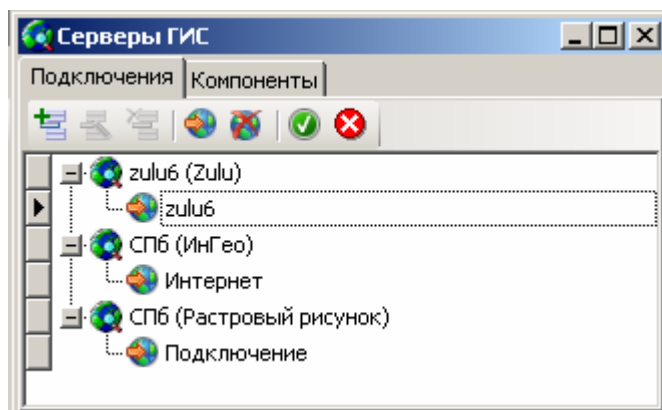 Серверы ГИС
Подключения Компоненты
zulu6 (Zulu)
zulu6
СПб (ИнГео)
Интернет
СПб (Растровый рисунок)
Подключение